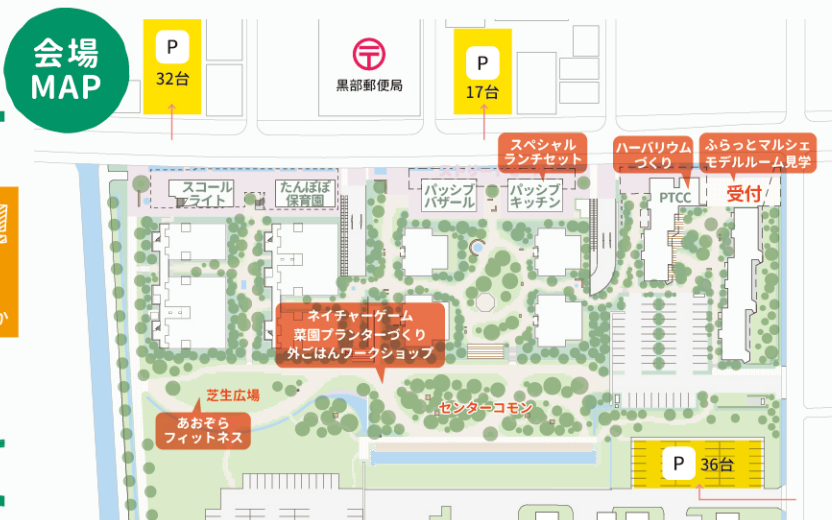 会場
MAP
P
32台
黒部郵便局
P
17台
スペシャル
ランチセット
ハーバリウム
づくり
ふらっとマルシェ
モデルルーム見学
スコール
ライト
たんぽぽ
保育園
パッシブ
バザール
パッシブ
キッチン
PTCC
受付
ネイチャーゲーム
菜園プランターづくり
外ごはんワークショップ
芝生広場
あおぞら
フィットネス
センターコモン
P 36台
か